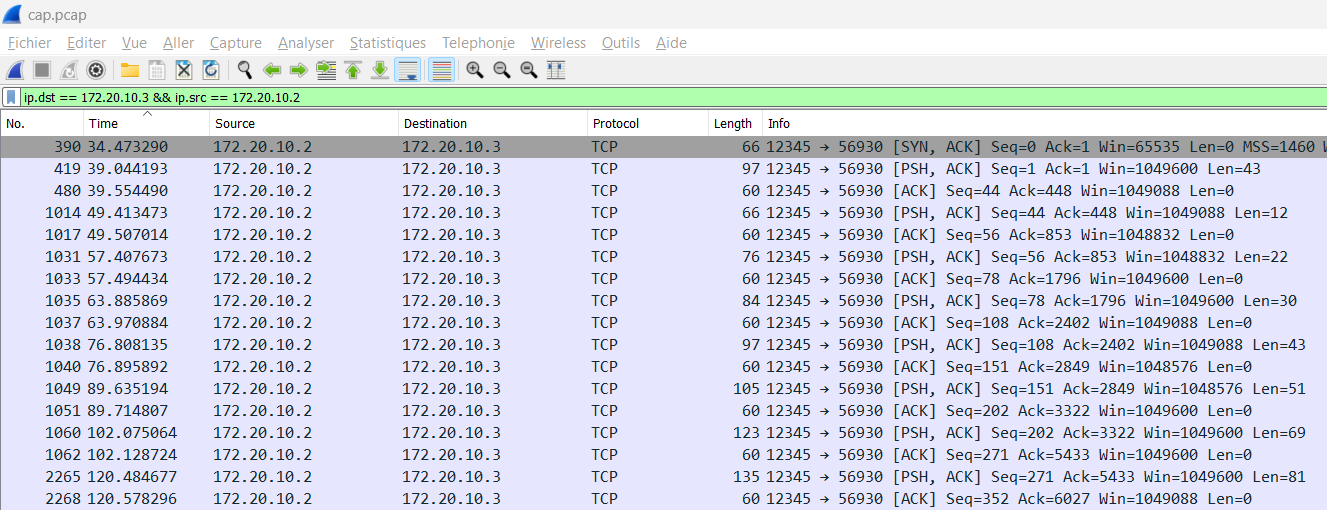 cap.pcap
Fichier Editer Vue Aller Capture Analyser Statistiques Telephonie Wireless Outils Aide
ip.dst == 172.20.10.3 && ip.src == 172.20.10.2
No. Time Source Destination Protocol Length Info
390 34.473290 172.20.10.2 172.20.10.3 TCP 66 12345 → 56930 [SYN, ACK] Seq=0 Ack=1 Win=65535 Len=0 MSS=1460
419 39.044193 172.20.10.2 172.20.10.3 TCP 97 12345 → 56930 [PSH, ACK] Seq=1 Ack=1 Win=1049600 Len=43
480 39.554490 172.20.10.2 172.20.10.3 TCP 60 12345 → 56930 [ACK] Seq=44 Ack=448 Win=1049088 Len=0
1014 49.413473 172.20.10.2 172.20.10.3 TCP 66 12345 → 56930 [PSH, ACK] Seq=44 Ack=448 Win=1049088 Len=12
1017 49.507014 172.20.10.2 172.20.10.3 TCP 60 12345 → 56930 [ACK] Seq=56 Ack=853 Win=1048832 Len=0
1031 57.407673 172.20.10.2 172.20.10.3 TCP 76 12345 → 56930 [PSH, ACK] Seq=56 Ack=853 Win=1048832 Len=22
1033 57.494434 172.20.10.2 172.20.10.3 TCP 60 12345 → 56930 [ACK] Seq=78 Ack=1796 Win=1049600 Len=0
1035 63.885869 172.20.10.2 172.20.10.3 TCP 84 12345 → 56930 [PSH, ACK] Seq=78 Ack=1796 Win=1049600 Len=30
1037 63.970884 172.20.10.2 172.20.10.3 TCP 60 12345 → 56930 [ACK] Seq=108 Ack=2402 Win=1049088 Len=0
1038 76.808135 172.20.10.2 172.20.10.3 TCP 97 12345 → 56930 [PSH, ACK] Seq=108 Ack=2402 Win=1049088 Len=43
1040 76.895892 172.20.10.2 172.20.10.3 TCP 60 12345 → 56930 [ACK] Seq=151 Ack=2849 Win=1048576 Len=0
1049 89.635194 172.20.10.2 172.20.10.3 TCP 105 12345 → 56930 [PSH, ACK] Seq=151 Ack=2849 Win=1048576 Len=51
1051 89.714807 172.20.10.2 172.20.10.3 TCP 60 12345 → 56930 [ACK] Seq=202 Ack=3322 Win=1049600 Len=0
1060 102.075064 172.20.10.2 172.20.10.3 TCP 123 12345 → 56930 [PSH, ACK] Seq=202 Ack=3322 Win=1049600 Len=69
1062 102.128724 172.20.10.2 172.20.10.3 TCP 60 12345 → 56930 [ACK] Seq=271 Ack=5433 Win=1049600 Len=0
2265 120.484677 172.20.10.2 172.20.10.3 TCP 135 12345 → 56930 [PSH, ACK] Seq=271 Ack=5433 Win=1049600 Len=81
2268 120.578296 172.20.10.2 172.20.10.3 TCP 60 12345 → 56930 [ACK] Seq=352 Ack=6027 Win=1049088 Len=0